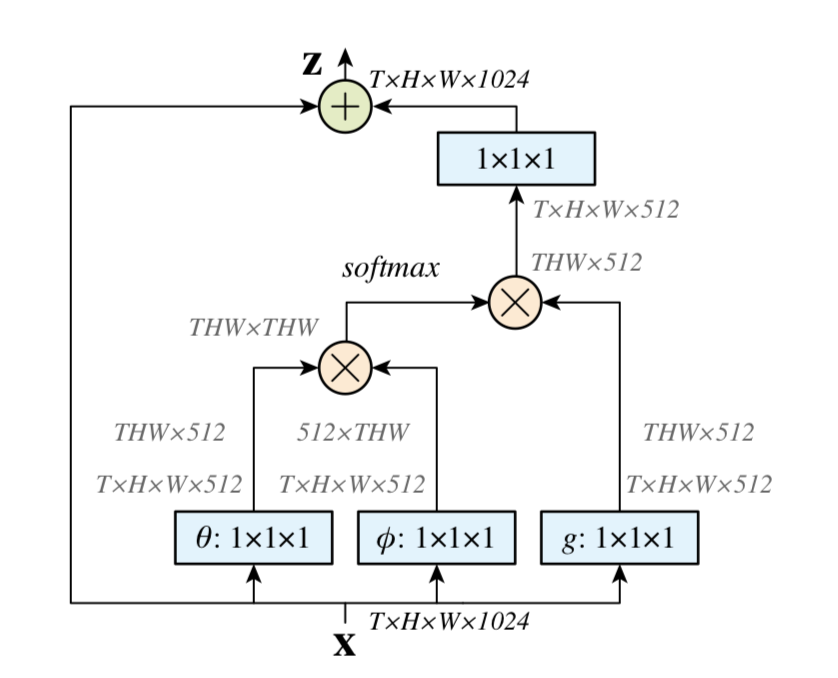 z
T×H×W×1024
+
1×1×1
T×H×W×512
softmax
THW×512
×
THW×THW
×
THW×512
512×THW
THW×512
T×H×W×512
T×H×W×512
T×H×W×512
θ: 1×1×1
ϕ: 1×1×1
g: 1×1×1
x
T×H×W×1024